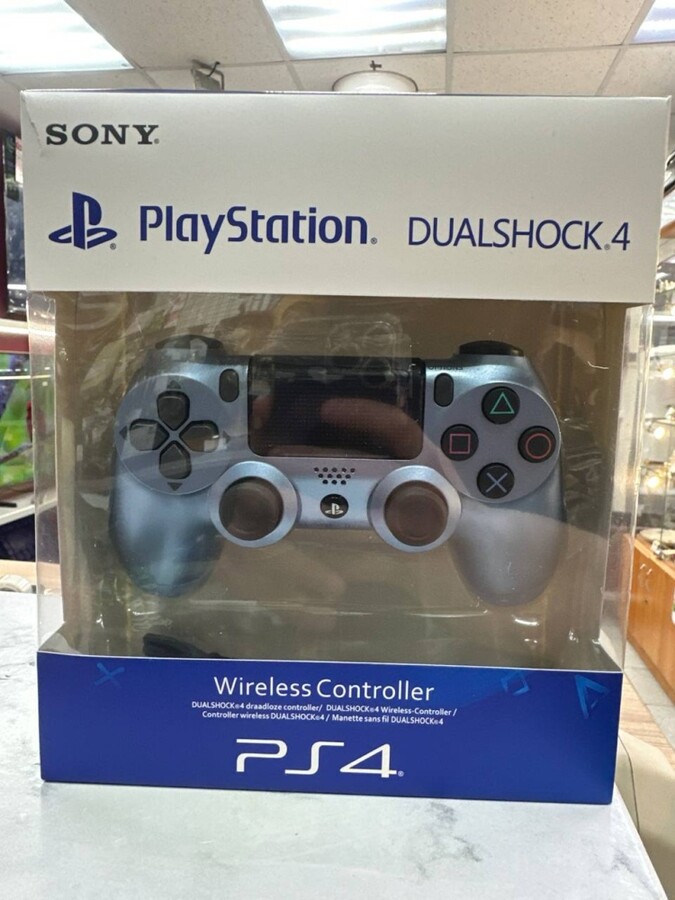 SONY®
PlayStation® DUALSHOCK®4
Wireless Controller
DUALSHOCK®4 draadloze controller/ DUALSHOCK®4 Wireless-Controller /
Controller wireless DUALSHOCK®4 / Manette sans fil DUALSHOCK®4
PS4®